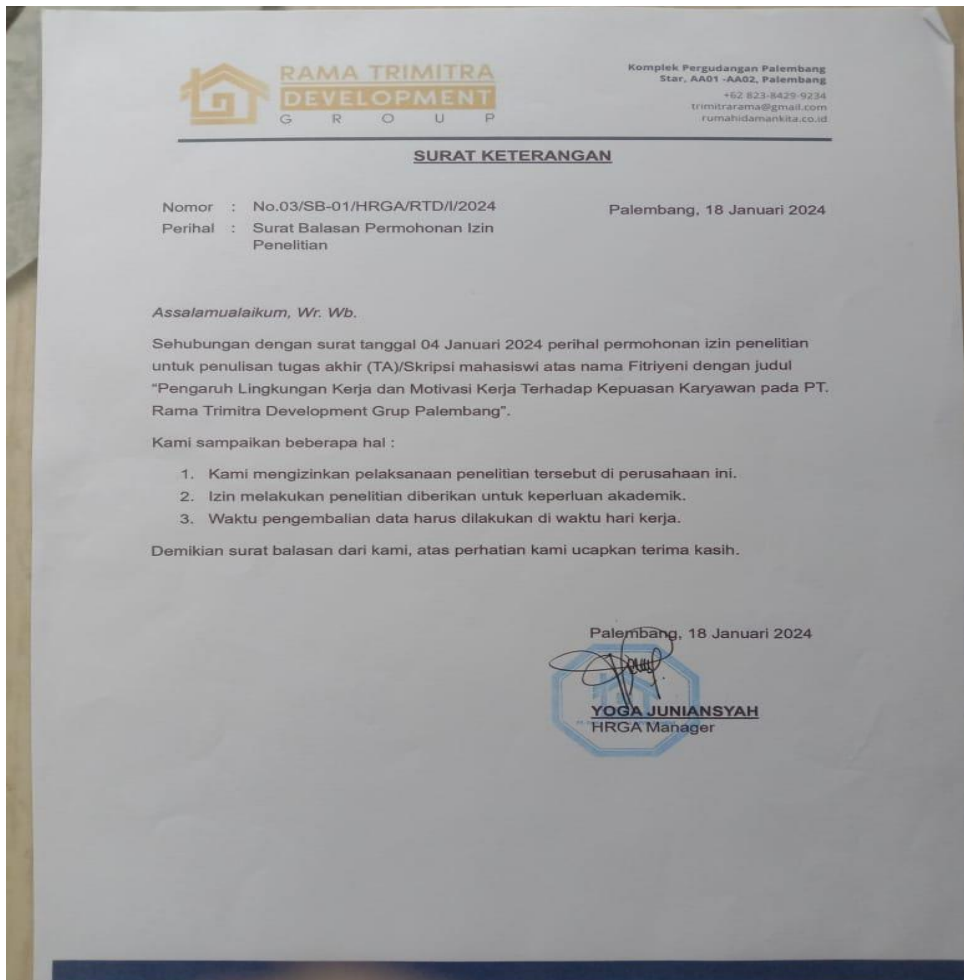 RAMA TRIMITRA
DEVELOPMENT
G R O U P
Komplek Pergudangan Palembang
Star, AA01 -AA02, Palembang
+62 823-8429-9234
trimitrarama@gmail.com
rumahidamankita.co.id
SURAT KETERANGAN
Nomor : No.03/SB-01/HRGA/RTD/I/2024
Palembang, 18 Januari 2024
Perihal : Surat Balasan Permohonan Izin
Penelitian
Assalamualaikum, Wr. Wb.
Sehubungan dengan surat tanggal 04 Januari 2024 perihal permohonan izin penelitian
untuk penulisan tugas akhir (TA)/Skripsi mahasiswi atas nama Fitriyeni dengan judul
"Pengaruh Lingkungan Kerja dan Motivasi Kerja Terhadap Kepuasan Karyawan pada PT.
Rama Trimitra Development Grup Palembang".
Kami sampaikan beberapa hal :
1. Kami mengizinkan pelaksanaan penelitian tersebut di perusahaan ini.
2. Izin melakukan penelitian diberikan untuk keperluan akademik.
3. Waktu pengembalian data harus dilakukan di waktu hari kerja.
Demikian surat balasan dari kami, atas perhatian kami ucapkan terima kasih.
Palembang, 18 Januari 2024
YOGA JUNIANSYAH
HRGA Manager